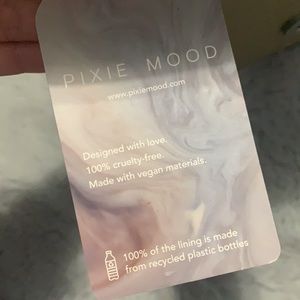 PIXIE MOOD
www.pixiemood.com
Designed with love.
100% cruelty-free.
Made with vegan materials.
100% of the lining is made
from recycled plastic bottles